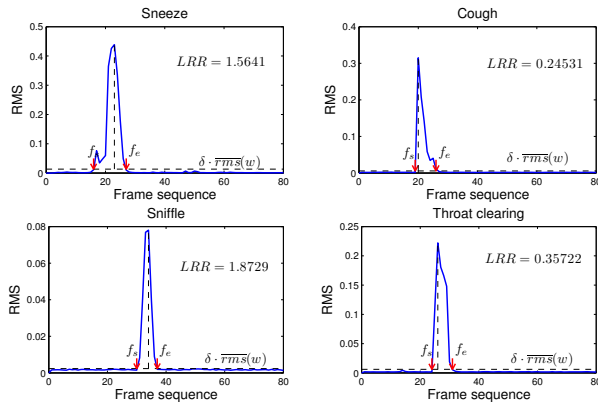 Sneeze
0.5
0.4
0.3
0.2
0.1
0
RMS
LRR = 1.5641
f_s
f_e
δ · rms(w)
0 20 40 60 80
Frame sequence
Cough
0.4
0.3
0.2
0.1
0
RMS
LRR = 0.24531
f_s
f_e
δ · rms(w)
0 20 40 60 80
Frame sequence
Sniffle
0.08
0.06
0.04
0.02
0
RMS
LRR = 1.8729
f_s
f_e
δ · rms(w)
0 20 40 60 80
Frame sequence
Throat clearing
0.25
0.2
0.15
0.1
0.05
0
RMS
LRR = 0.35722
f_s
f_e
δ · rms(w)
0 20 40 60 80
Frame sequence